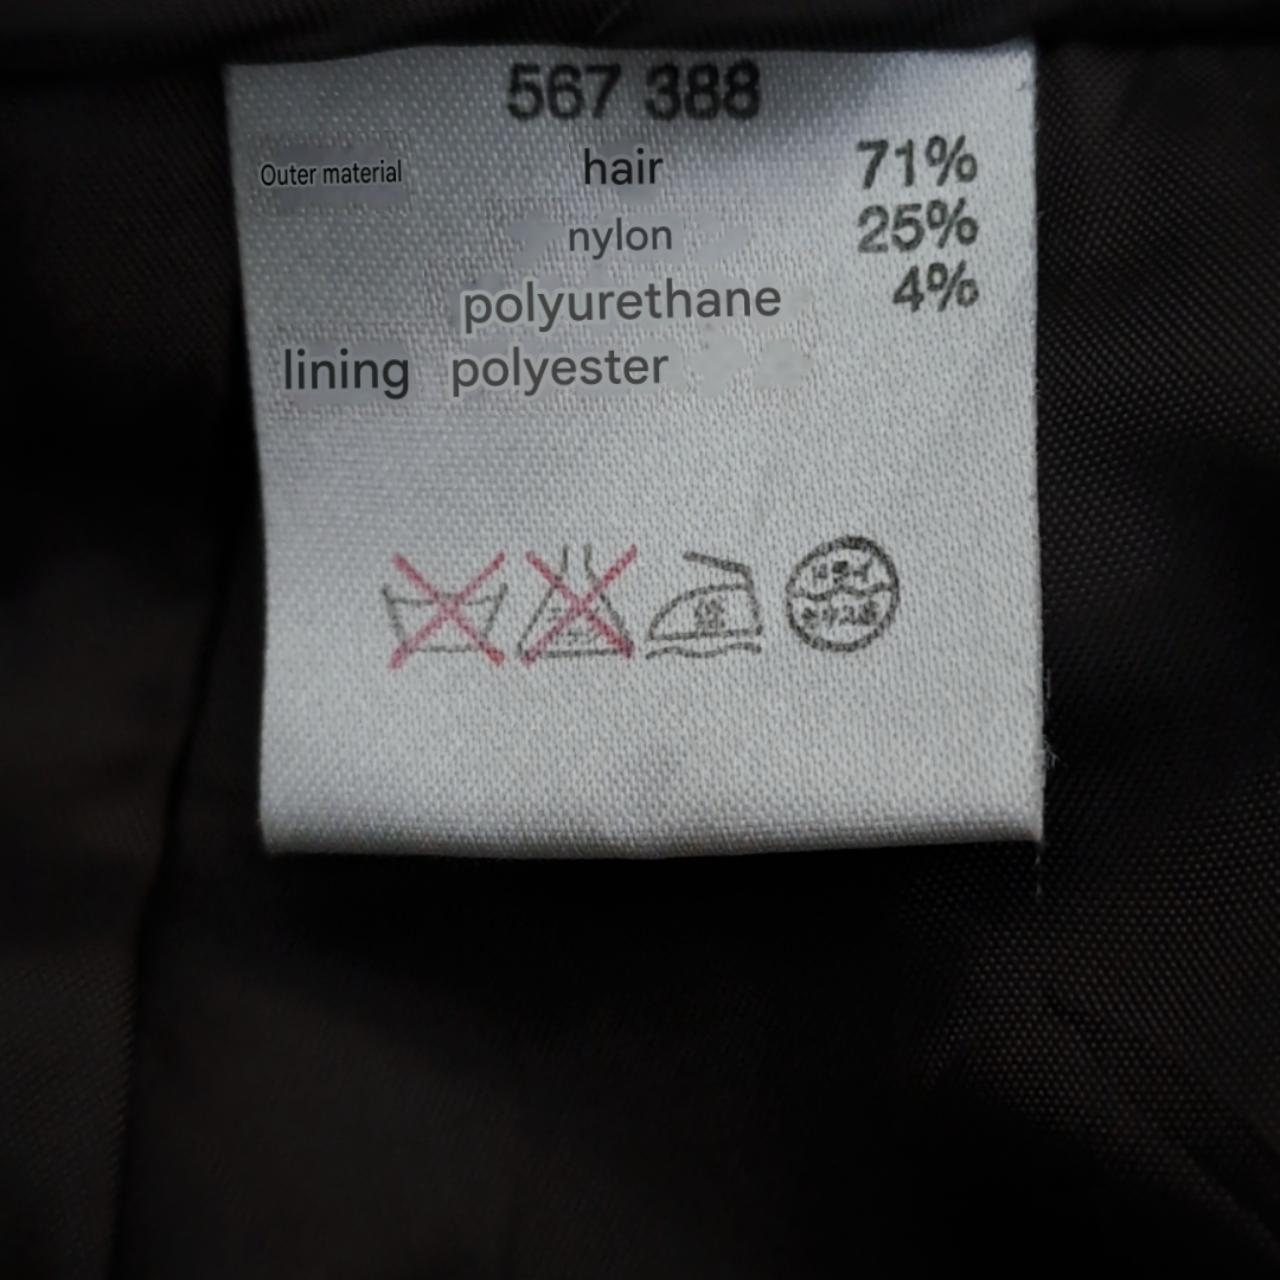 567 388
Outer material hair 71%
nylon 25%
polyurethane 4%
lining polyester